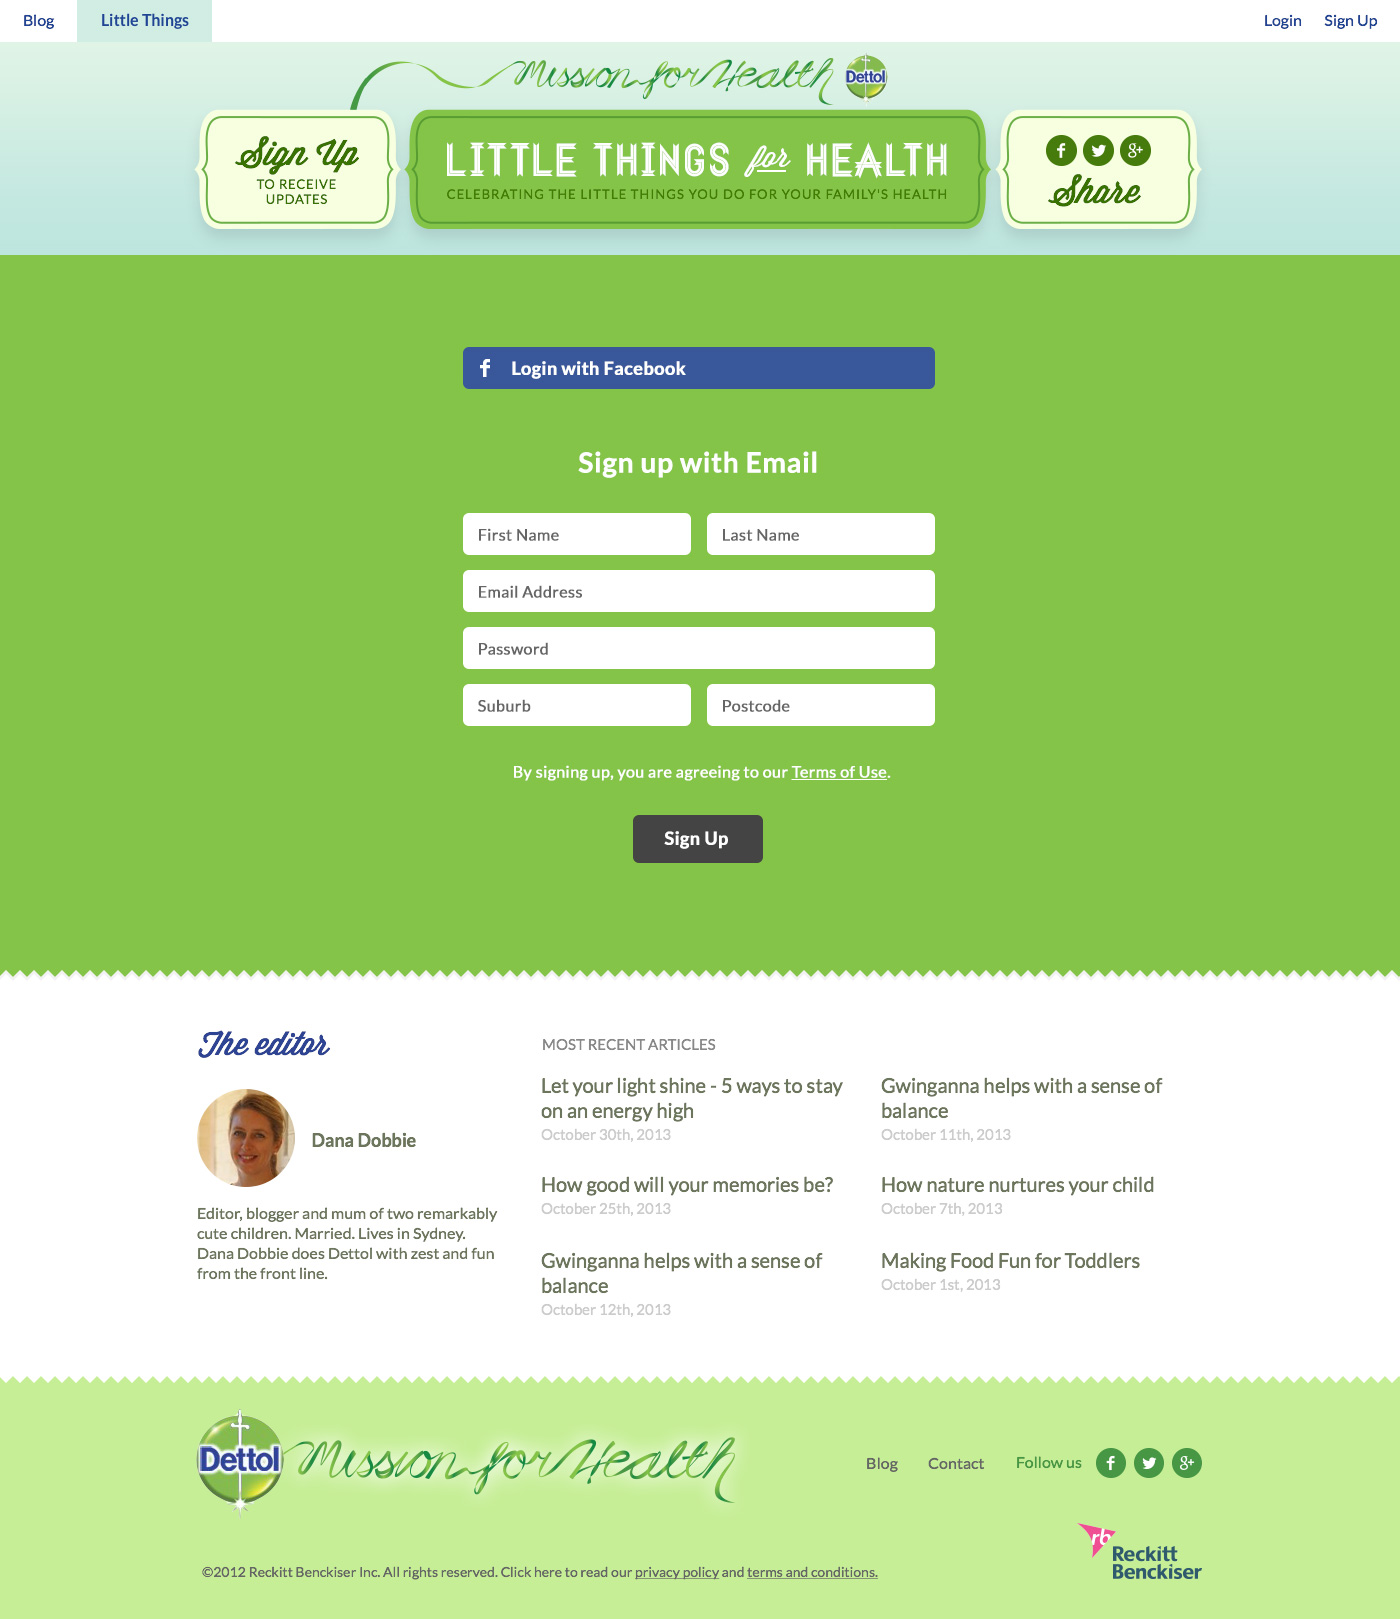 Blog
Little Things
Login
Sign Up
Mission for Health
Dettol
Sign Up
TO RECEIVE
UPDATES
LITTLE THINGS for HEALTH
CELEBRATING THE LITTLE THINGS YOU DO FOR YOUR FAMILY'S HEALTH
f
g+
Share
f
Login with Facebook
Sign up with Email
First Name
Last Name
Email Address
Password
Suburb
Postcode
By signing up, you are agreeing to our Terms of Use.
Sign Up
The editor
Dana Dobbie
Editor, blogger and mum of two remarkably
cute children. Married. Lives in Sydney.
Dana Dobbie does Dettol with zest and fun
from the front line.
MOST RECENT ARTICLES
Let your light shine - 5 ways to stay
on an energy high
October 30th, 2013
Gwinganna helps with a sense of
balance
October 11th, 2013
How good will your memories be?
October 25th, 2013
How nature nurtures your child
October 7th, 2013
Gwinganna helps with a sense of
balance
October 12th, 2013
Making Food Fun for Toddlers
October 1st, 2013
Dettol
Mission for Health
Blog
Contact
Follow us
f
g+
rb
Reckitt
Benckiser
©2012 Reckitt Benckiser Inc. All rights reserved. Click here to read our privacy policy and terms and conditions.